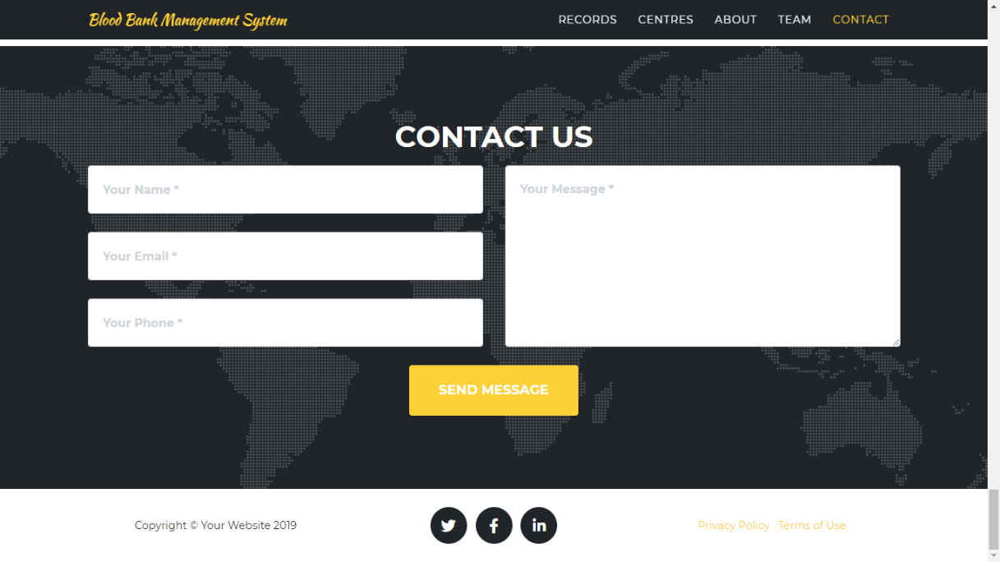 Blood Bank Management System
RECORDS CENTRES ABOUT TEAM CONTACT
CONTACT US
Your Name *
Your Email *
Your Phone *
Your Message *
SEND MESSAGE
Copyright © Your Website 2019
Privacy Policy Terms of Use